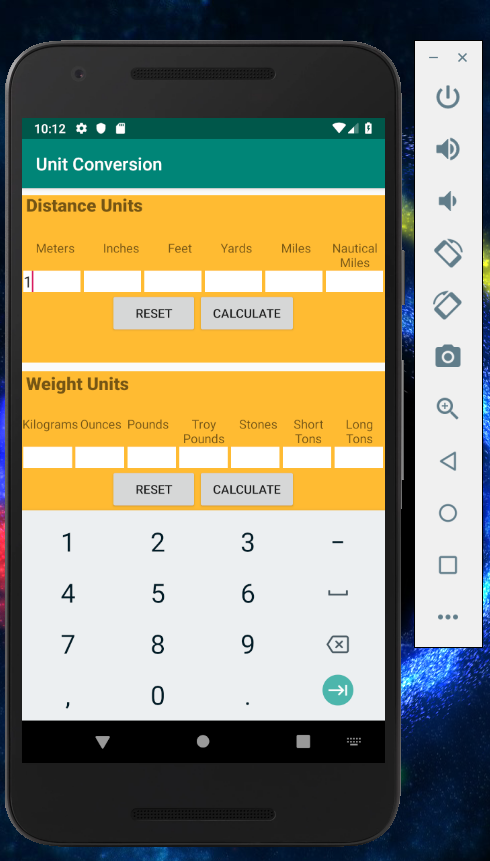 10:12
Unit Conversion
Distance Units
Meters Inches Feet Yards Miles Nautical Miles
1
RESET CALCULATE
Weight Units
Kilograms Ounces Pounds Troy Pounds Stones Short Tons Long Tons
RESET CALCULATE
1 2 3 -
4 5 6
7 8 9
, 0 .